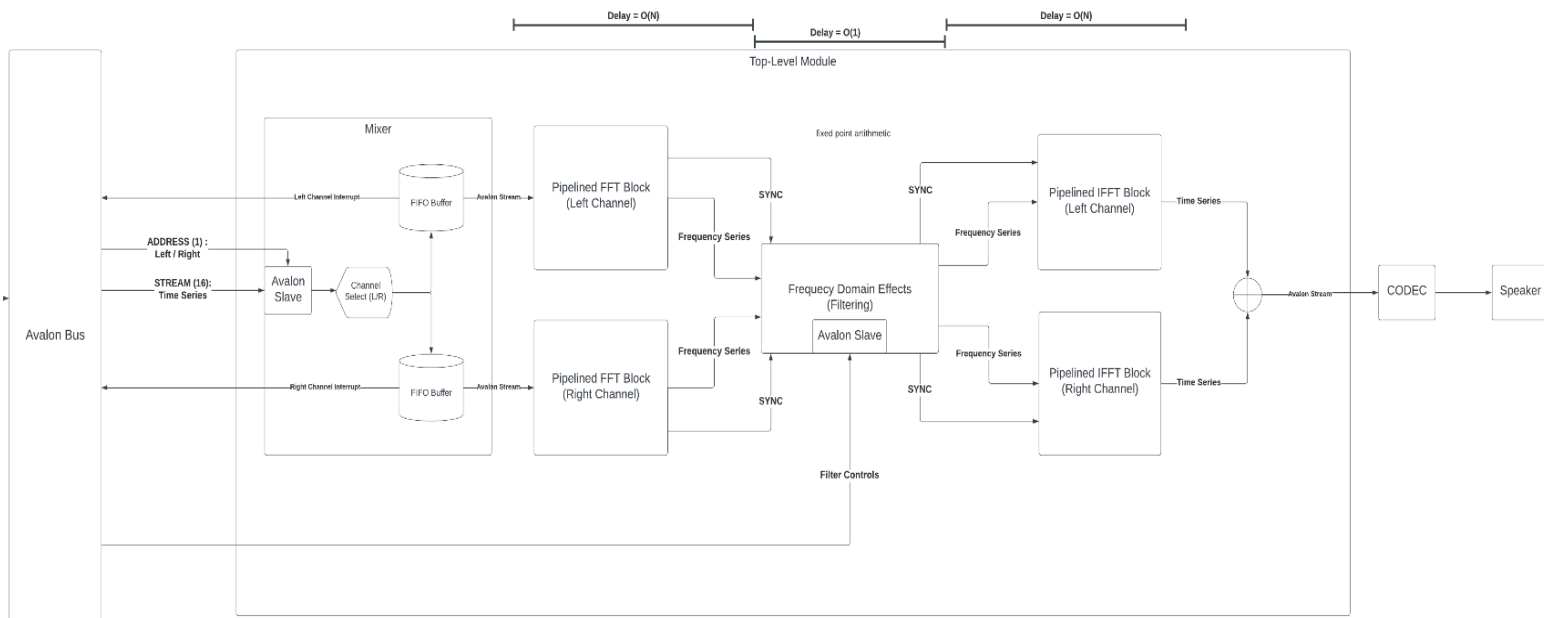 Delay = O(N)
Delay = O(1)
Delay = O(N)
Top-Level Module
Avalon Bus
Mixer
Left Channel Interrupt
FIFO Buffer
Avalon Stream
ADDRESS (1) :
Left / Right
STREAM (16):
Time Series
Avalon
Slave
Channel
Select (L/R)
Right Channel Interrupt
FIFO Buffer
Avalon Stream
Pipelined FFT Block
(Left Channel)
Pipelined FFT Block
(Right Channel)
SYNC
Frequency Series
Frequency Series
SYNC
fixed point artithmetic
Frequecy Domain Effects
(Filtering)
Avalon Slave
Filter Controls
SYNC
Frequency Series
Frequency Series
SYNC
Pipelined IFFT Block
(Left Channel)
Pipelined IFFT Block
(Right Channel)
Time Series
Time Series
Avalon Stream
CODEC
Speaker